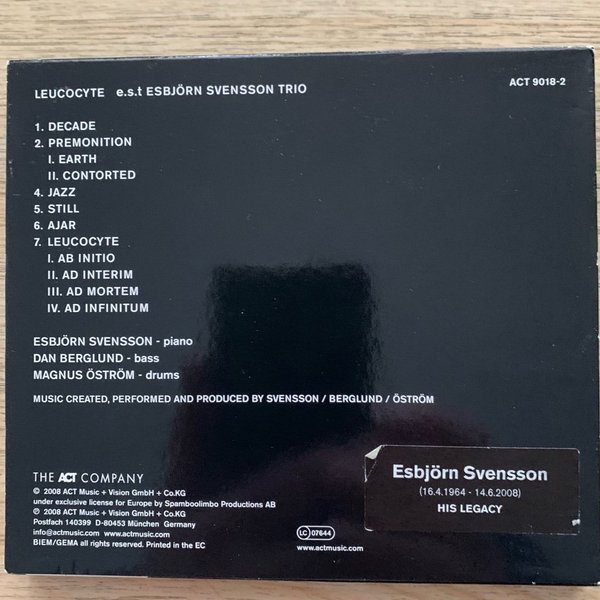 LEUCOCYTE e.s.t ESBJÖRN SVENSSON TRIO
ACT 9018-2
1. DECADE
2. PREMONITION
I. EARTH
II. CONTORTED
4. JAZZ
5. STILL
6. AJAR
7. LEUCOCYTE
I. AB INITIO
II. AD INTERIM
III. AD MORTEM
IV. AD INFINITUM
ESBJÖRN SVENSSON - piano
DAN BERGLUND - bass
MAGNUS ÖSTRÖM - drums
MUSIC CREATED, PERFORMED AND PRODUCED BY SVENSSON / BERGLUND / ÖSTRÖM
THE ACT COMPANY
© 2008 ACT Music + Vision GmbH + Co.KG
under exclusive license for Europe by Spamboolimbo Productions AB
℗ 2008 ACT Music + Vision GmbH + Co.KG
Postfach 140399 D-80453 München Germany
actmusic.com www.actmusic.com
BIEM/GEMA all rights reserved. Printed in the EC
LC 07644
www.actmusic.com
Esbjörn Svensson
(16.4.1964 - 14.6.2008)
HIS LEGACY